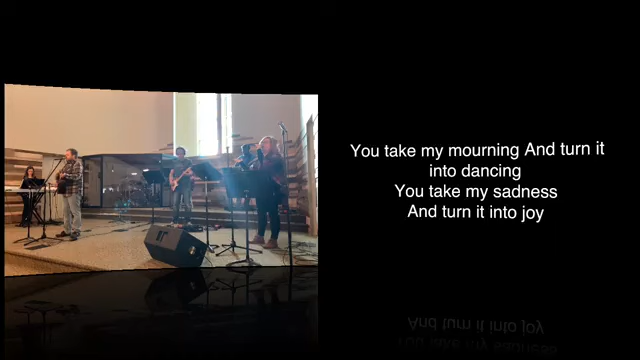 You take my mourning And turn it
into dancing
You take my sadness
And turn it into joy